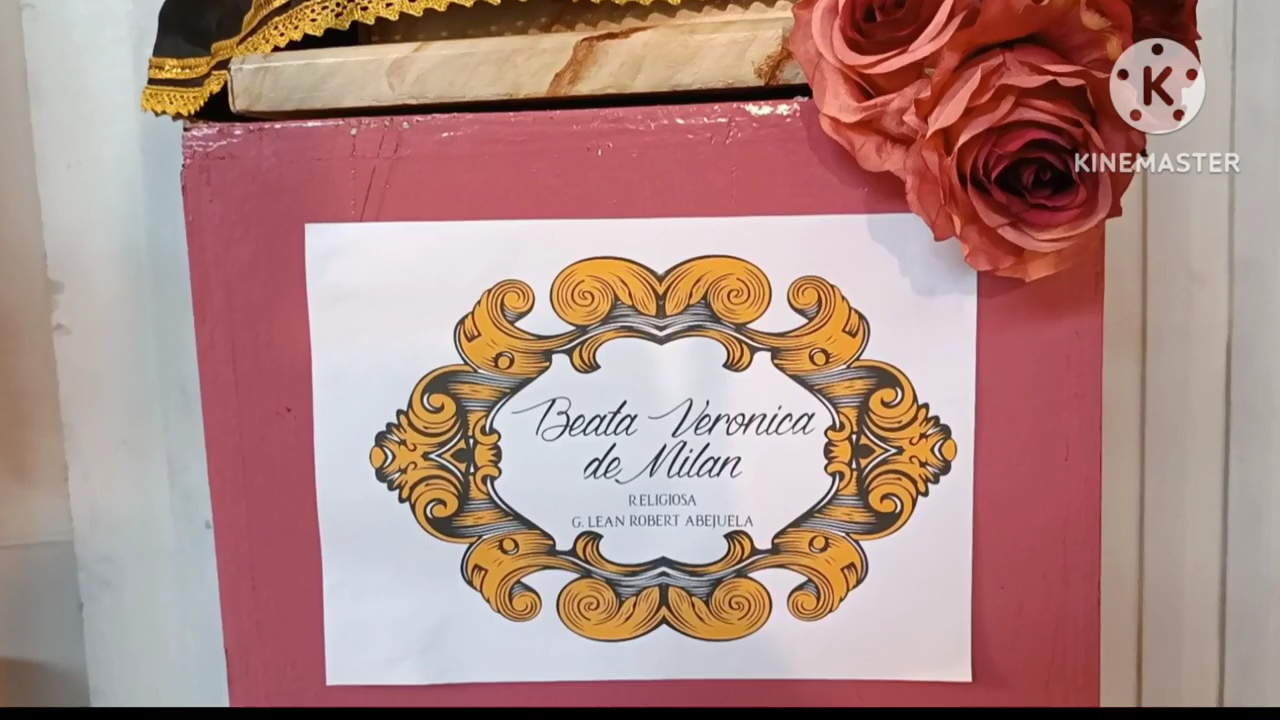 K
KINEMASTER
Beata Veronica
de Milan
RELIGIOSA
G. LEAN ROBERT ABEJUELA